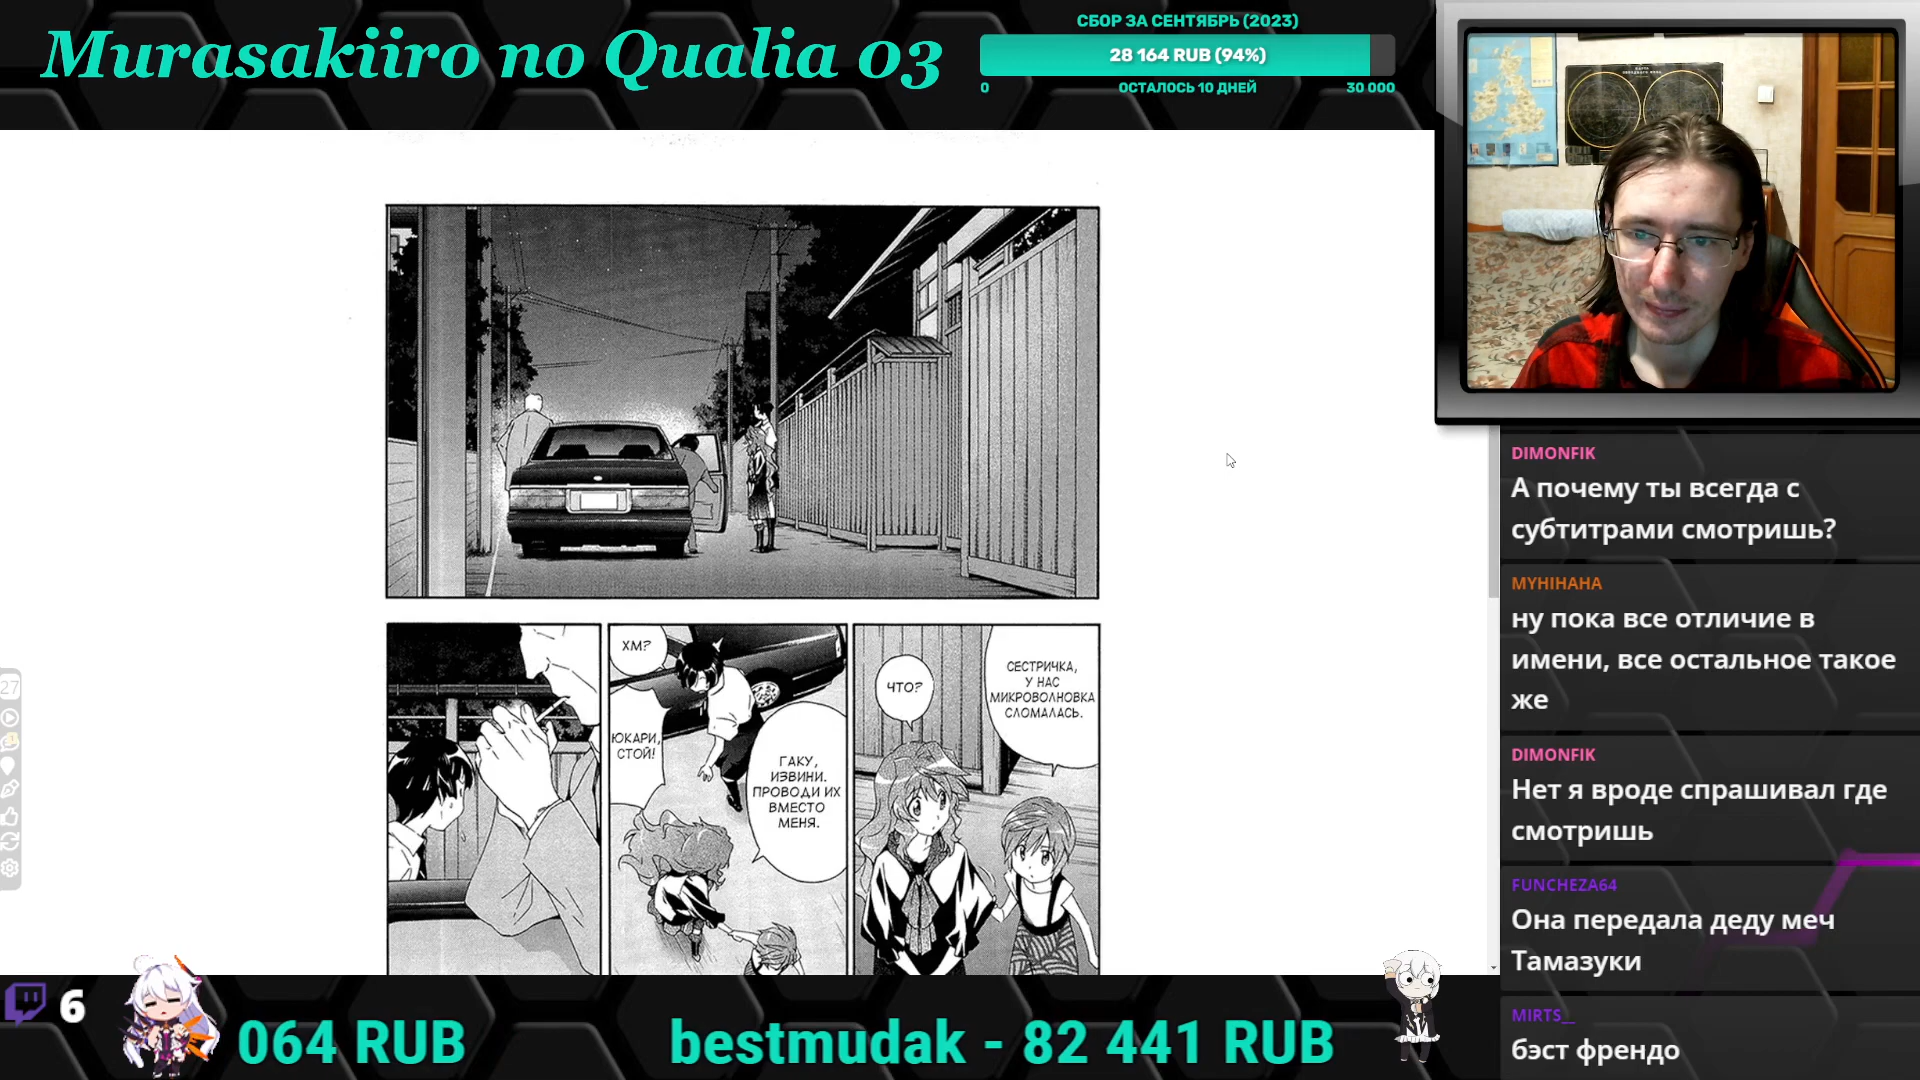 Murasakiiro no Qualia 03
СБОР ЗА СЕНТЯБРЬ (2023)
28 164 RUB (94%)
0
ОСТАЛОСЬ 10 ДНЕЙ
30 000
ХМ?
ЮКАРИ,
СТОЙ!
ГАКУ,
ИЗВИНИ.
ПРОВОДИ ИХ
ВМЕСТО
МЕНЯ.
ЧТО?
СЕСТРИЧКА,
У НАС
МИКРОВОЛНОВКА
СЛОМАЛАСЬ.
27
DIMONFIK
А почему ты всегда с
субтитрами смотришь?
MYHIHAHA
ну пока все отличие в
имени, все остальное такое
же
DIMONFIK
Нет я вроде спрашивал где
смотришь
FUNCHEZA64
Она передала деду меч
Тамазуки
MIRTS__
бэст френдо
6
064 RUB
bestmudak - 82 441 RUB